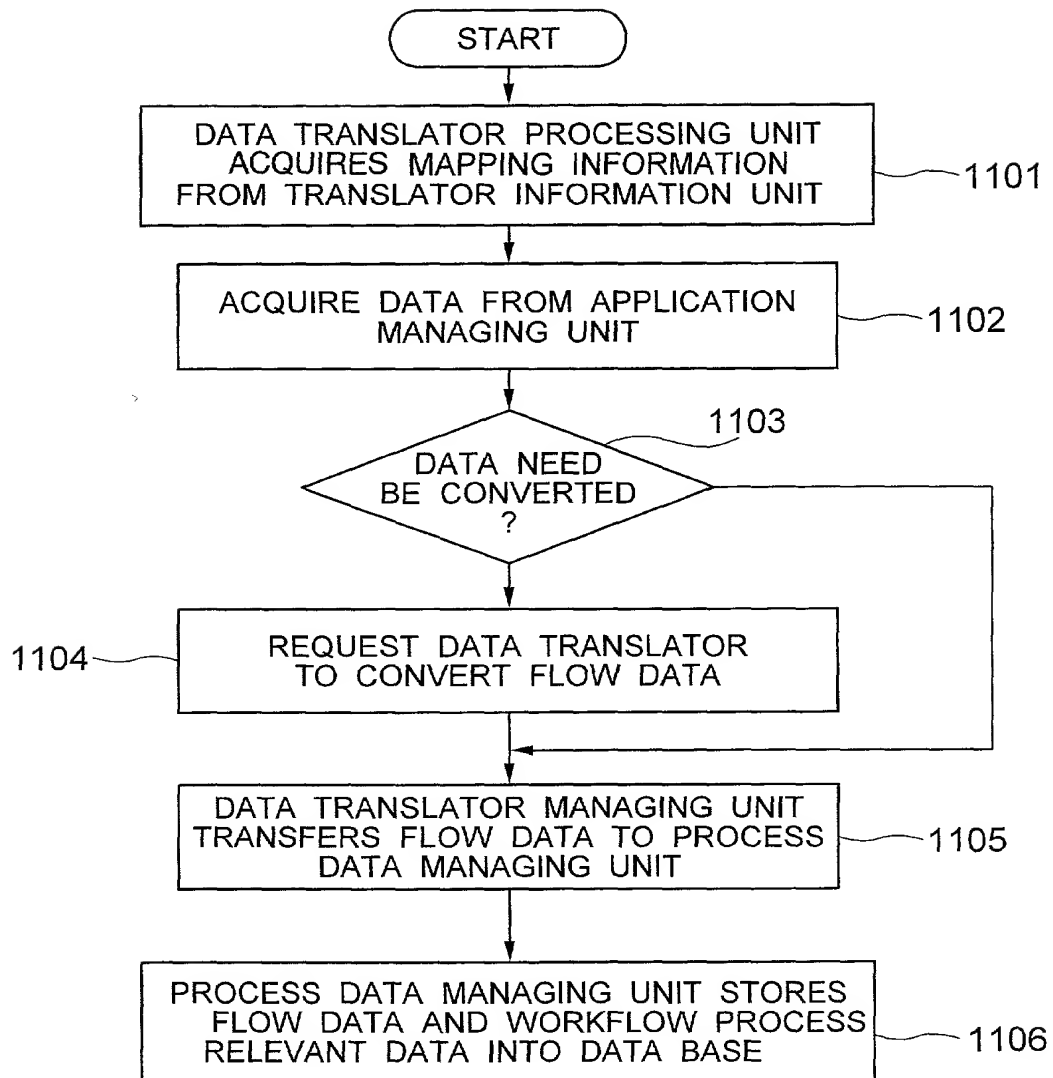 START
DATA TRANSLATOR PROCESSING UNIT
ACQUIRES MAPPING INFORMATION
FROM TRANSLATOR INFORMATION UNIT
1101
ACQUIRE DATA FROM APPLICATION
MANAGING UNIT
1102
1103
DATA NEED
BE CONVERTED
?
1104
REQUEST DATA TRANSLATOR
TO CONVERT FLOW DATA
DATA TRANSLATOR MANAGING UNIT
TRANSFERS FLOW DATA TO PROCESS
DATA MANAGING UNIT
1105
PROCESS DATA MANAGING UNIT STORES
FLOW DATA AND WORKFLOW PROCESS
RELEVANT DATA INTO DATA BASE
1106